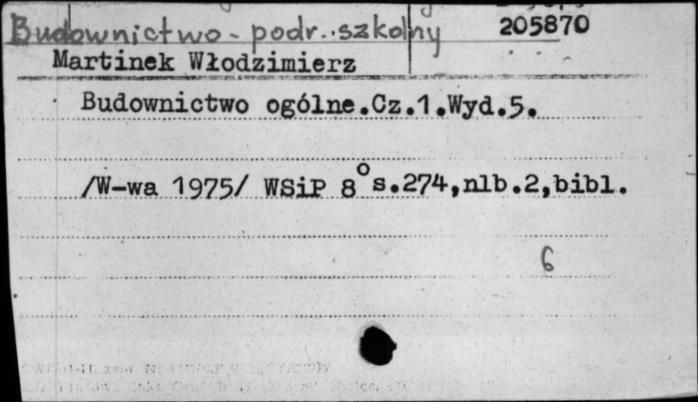 Budownictwo - podr. szkolny 205870
Martinek Włodzimierz
Budownictwo ogólne.Cz.1.Wyd.5.
/W-wa 1975/ WSiP 8° s.274,nlb.2,bibl.
6